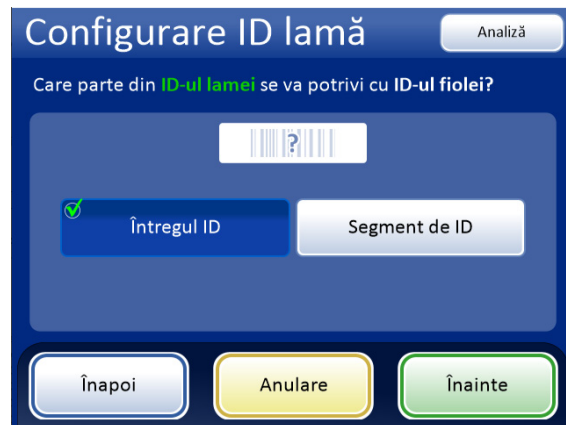 Configurare ID lamă
Analiză
Care parte din ID-ul lamei se va potrivi cu ID-ul fiolei?
?
Întregul ID
Segment de ID
Înapoi
Anulare
Înainte